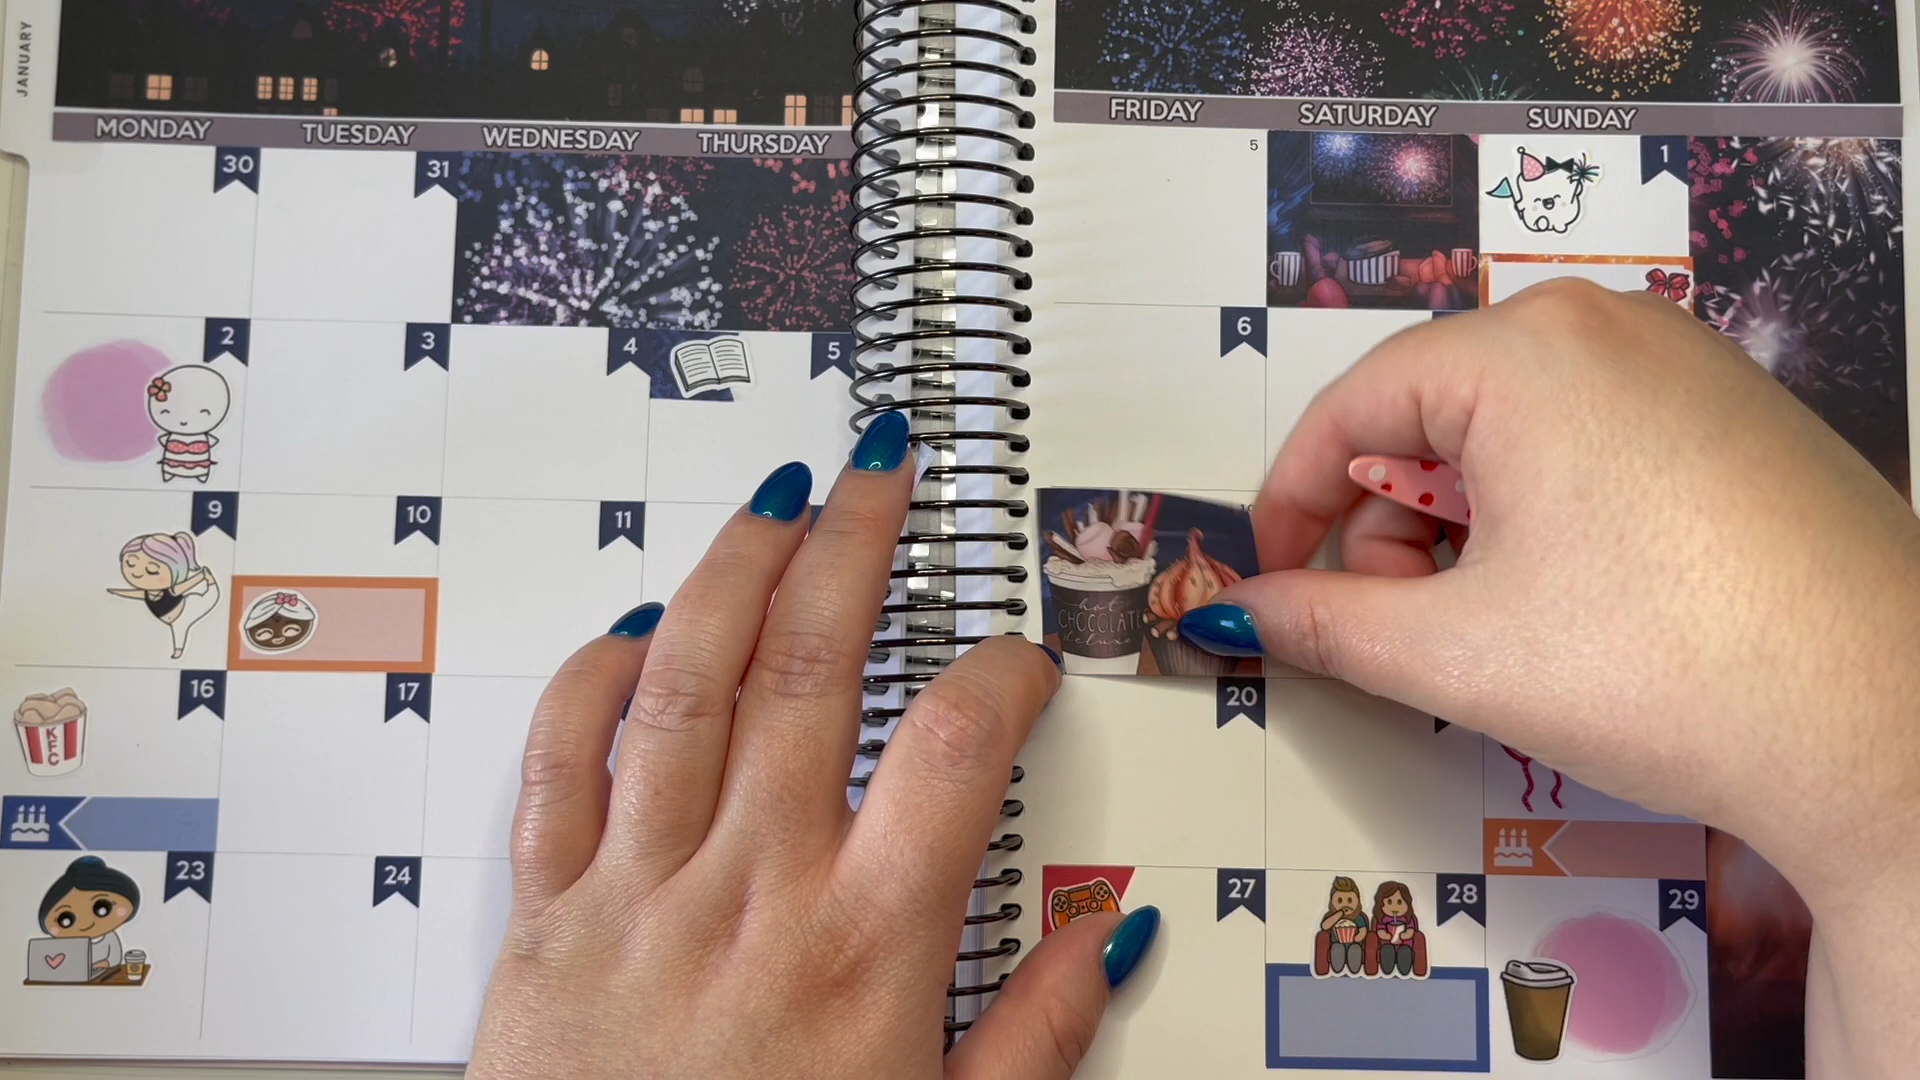 JANUARY
MONDAY TUESDAY WEDNESDAY THURSDAY FRIDAY SATURDAY SUNDAY
30 31 5 1
2 3 4 5 6
9 10 11
hot
CHOCOLATE
deluxe
16 17 20
KFC
23 24 27 28 29